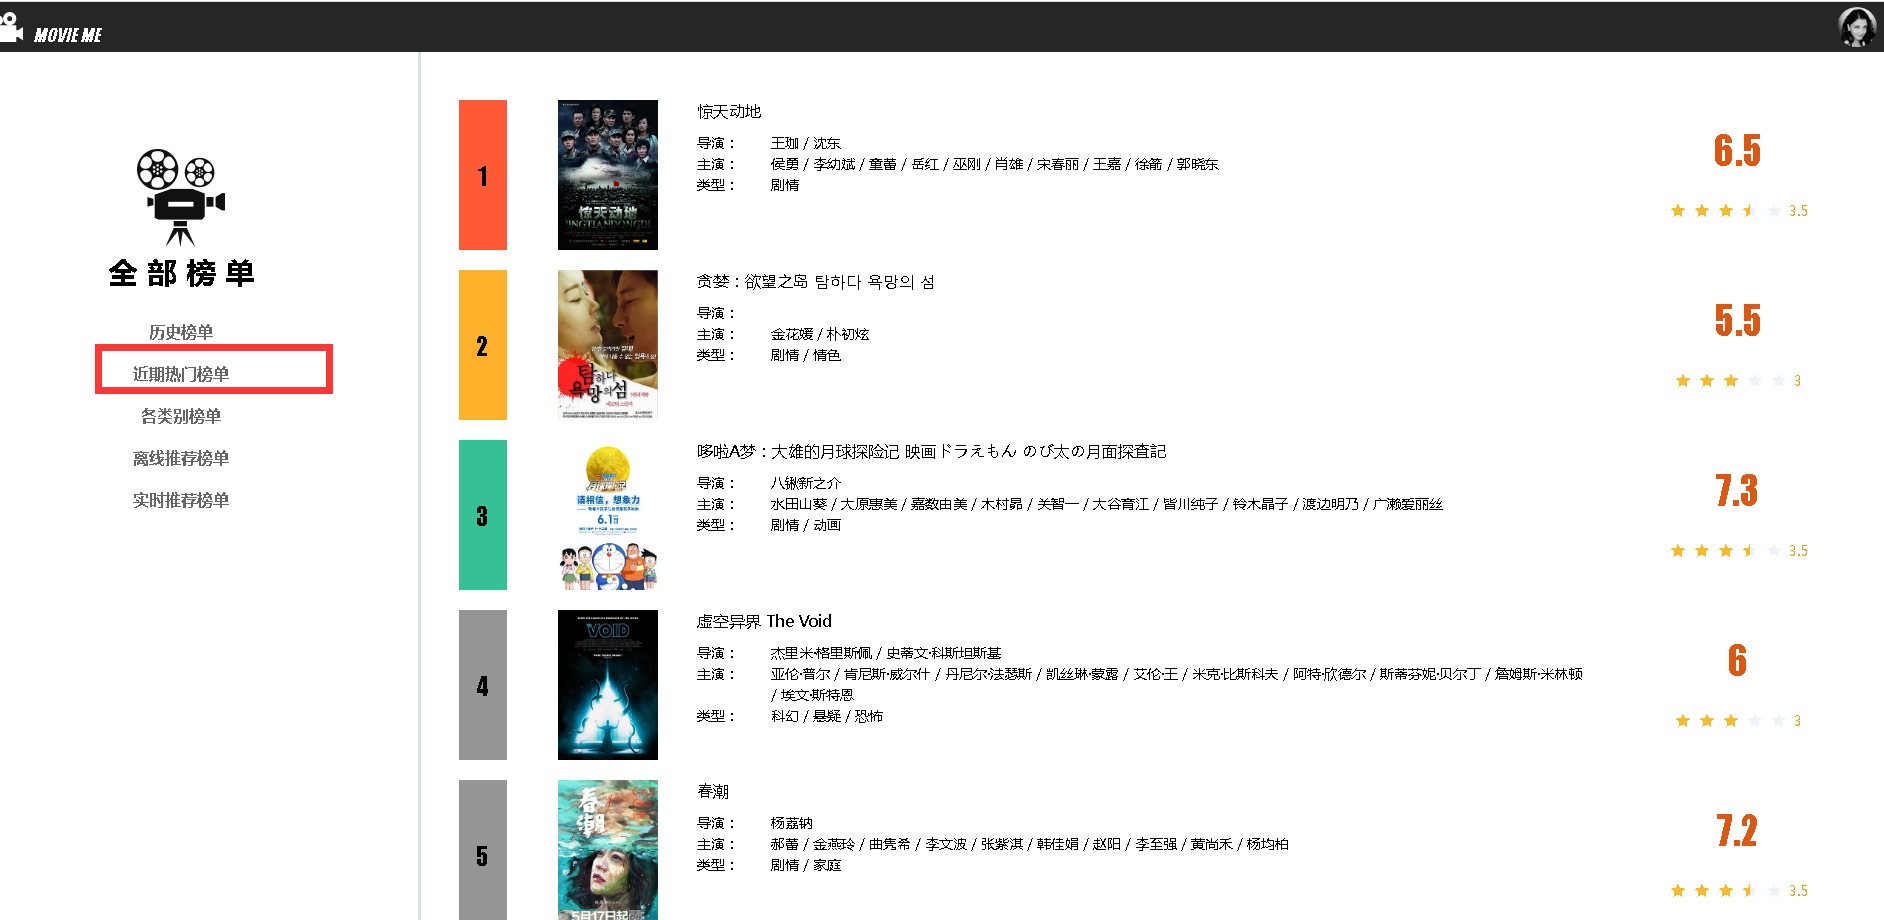 MOVIE ME
全部榜单
历史榜单
近期热门榜单
各类别榜单
离线推荐榜单
实时推荐榜单
1
惊天动地
JINGTIANDONGDI
惊天动地
导演： 王珈 / 沈东
主演： 侯勇 / 李幼斌 / 童蕾 / 岳红 / 巫刚 / 肖雄 / 宋春丽 / 王嘉 / 徐箭 / 郭晓东
类型： 剧情
6.5
3.5
2
탐하다
욕망의 섬
贪婪：欲望之岛 탐하다 욕망의 섬
导演：
主演： 金花媛 / 朴初炫
类型： 剧情 / 情色
5.5
3
3
请相信，想象力
6.1
哆啦A梦：大雄的月球探险记 映画ドラえもん のび太の月面探査記
导演： 八锹新之介
主演： 水田山葵 / 大原惠美 / 嘉数由美 / 木村昴 / 关智一 / 大谷育江 / 皆川纯子 / 铃木晶子 / 渡边明乃 / 广濑爱丽丝
类型： 剧情 / 动画
7.3
3.5
4
VOID
虚空异界 The Void
导演： 杰里米·格里斯佩 / 史蒂文·科斯坦斯基
主演： 亚伦·普尔 / 肯尼斯·威尔什 / 丹尼尔·法瑟斯 / 凯丝琳·蒙露 / 艾伦·王 / 米克·比斯科夫 / 阿特·欣德尔 / 斯蒂芬妮·贝尔丁 / 詹姆斯·米林顿
/ 埃文·斯特恩
类型： 科幻 / 悬疑 / 恐怖
6
3
5
春潮
5月17日起
春潮
导演： 杨荔钠
主演： 郝蕾 / 金燕玲 / 曲隽希 / 李文波 / 张紫淇 / 韩佳娟 / 赵阳 / 李至强 / 黄尚禾 / 杨均柏
类型： 剧情 / 家庭
7.2
3.5